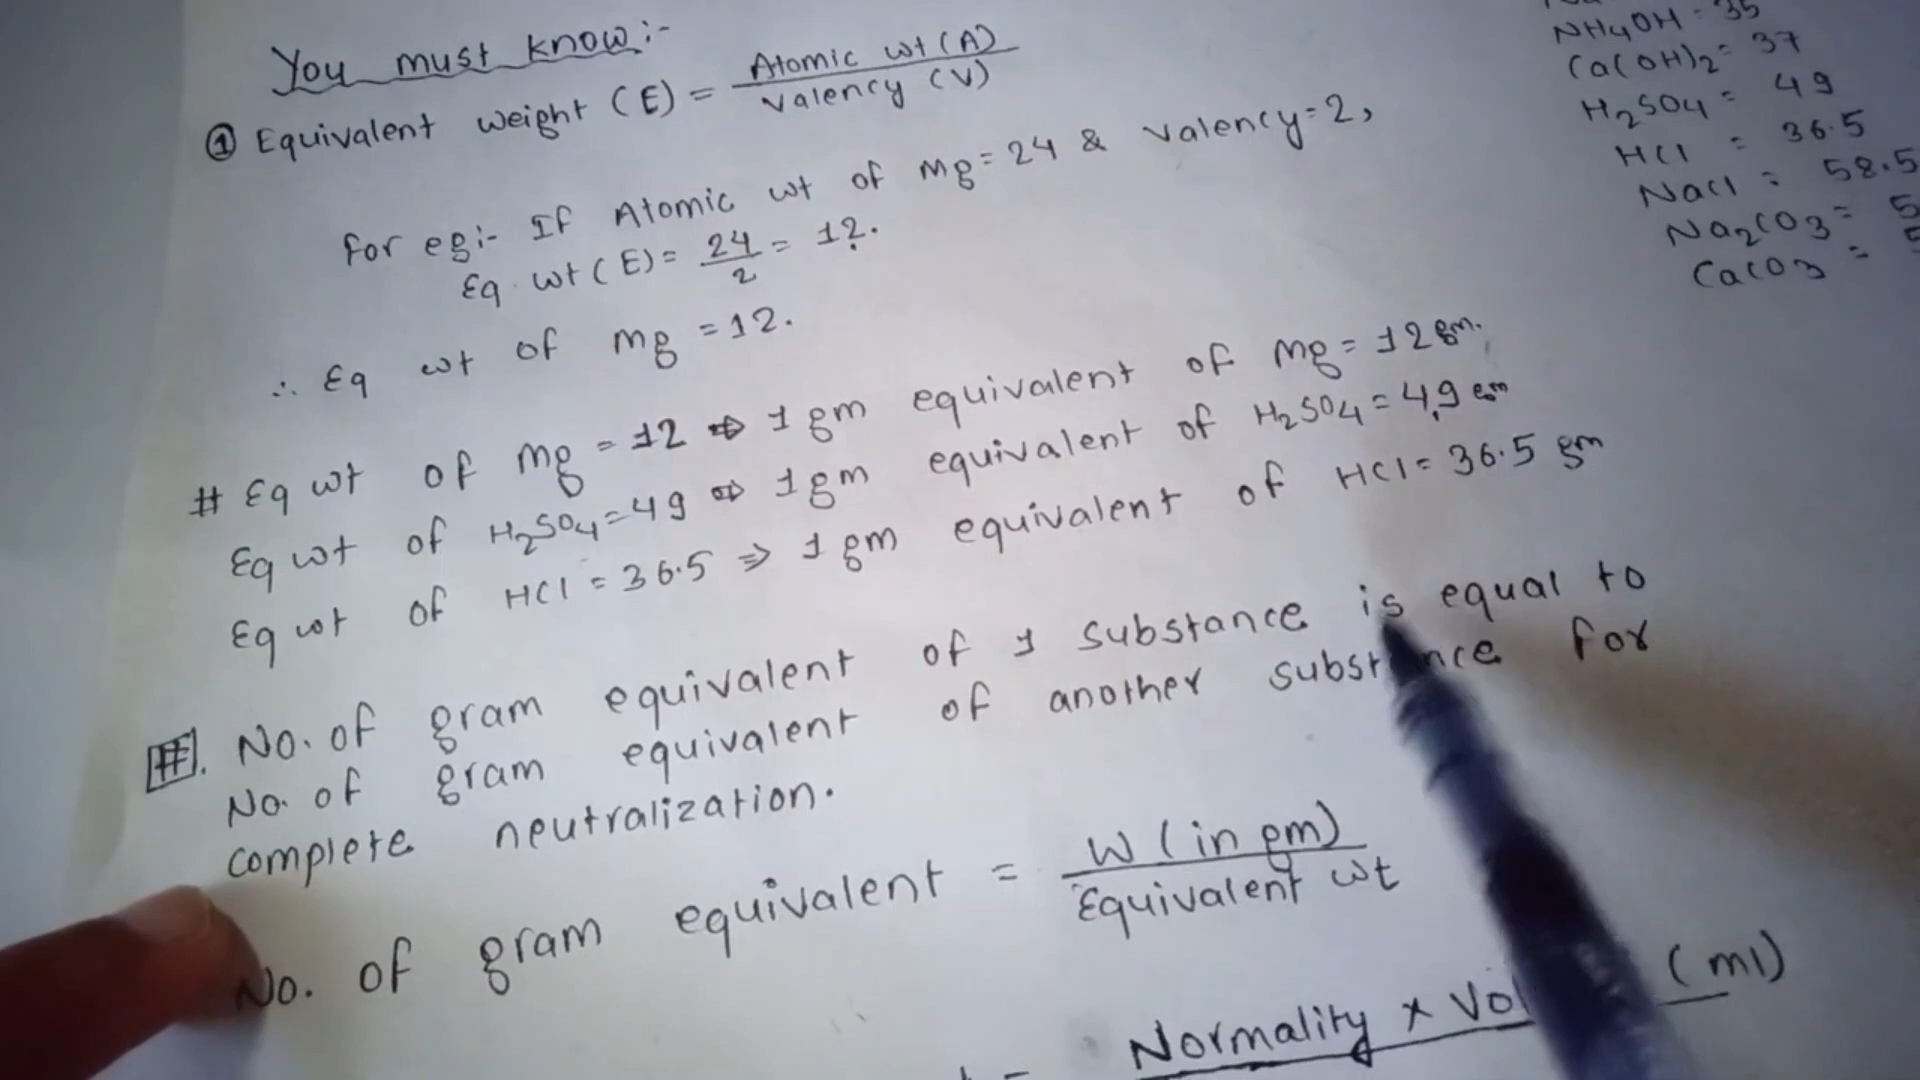 You must know:-
① Equivalent weight (E) = Atomic wt (A) / Valency (V)
for eg:- If Atomic wt of Mg = 24 & valency = 2,
Eq. wt (E) = 24 / 2 = 12.
∴ Eq wt of Mg = 12.
# Eq wt of Mg = 12 ⇒ 1 gm equivalent of Mg = 12 gm.
Eq wt of H2SO4 = 49 ⇒ 1 gm equivalent of H2SO4 = 49 gm
Eq wt of HCl = 36.5 ⇒ 1 gm equivalent of HCl = 36.5 gm
#. No. of gram equivalent of 1 substance is equal to
No. of gram equivalent of another substance for
complete neutralization.
No. of gram equivalent = W (in gm) / Equivalent wt
= Normality x Vol (ml)
NH4OH = 35
Ca(OH)2 = 37
H2SO4 = 49
HCl = 36.5
NaCl = 58.5
Na2CO3 = 5
CaCO3 =